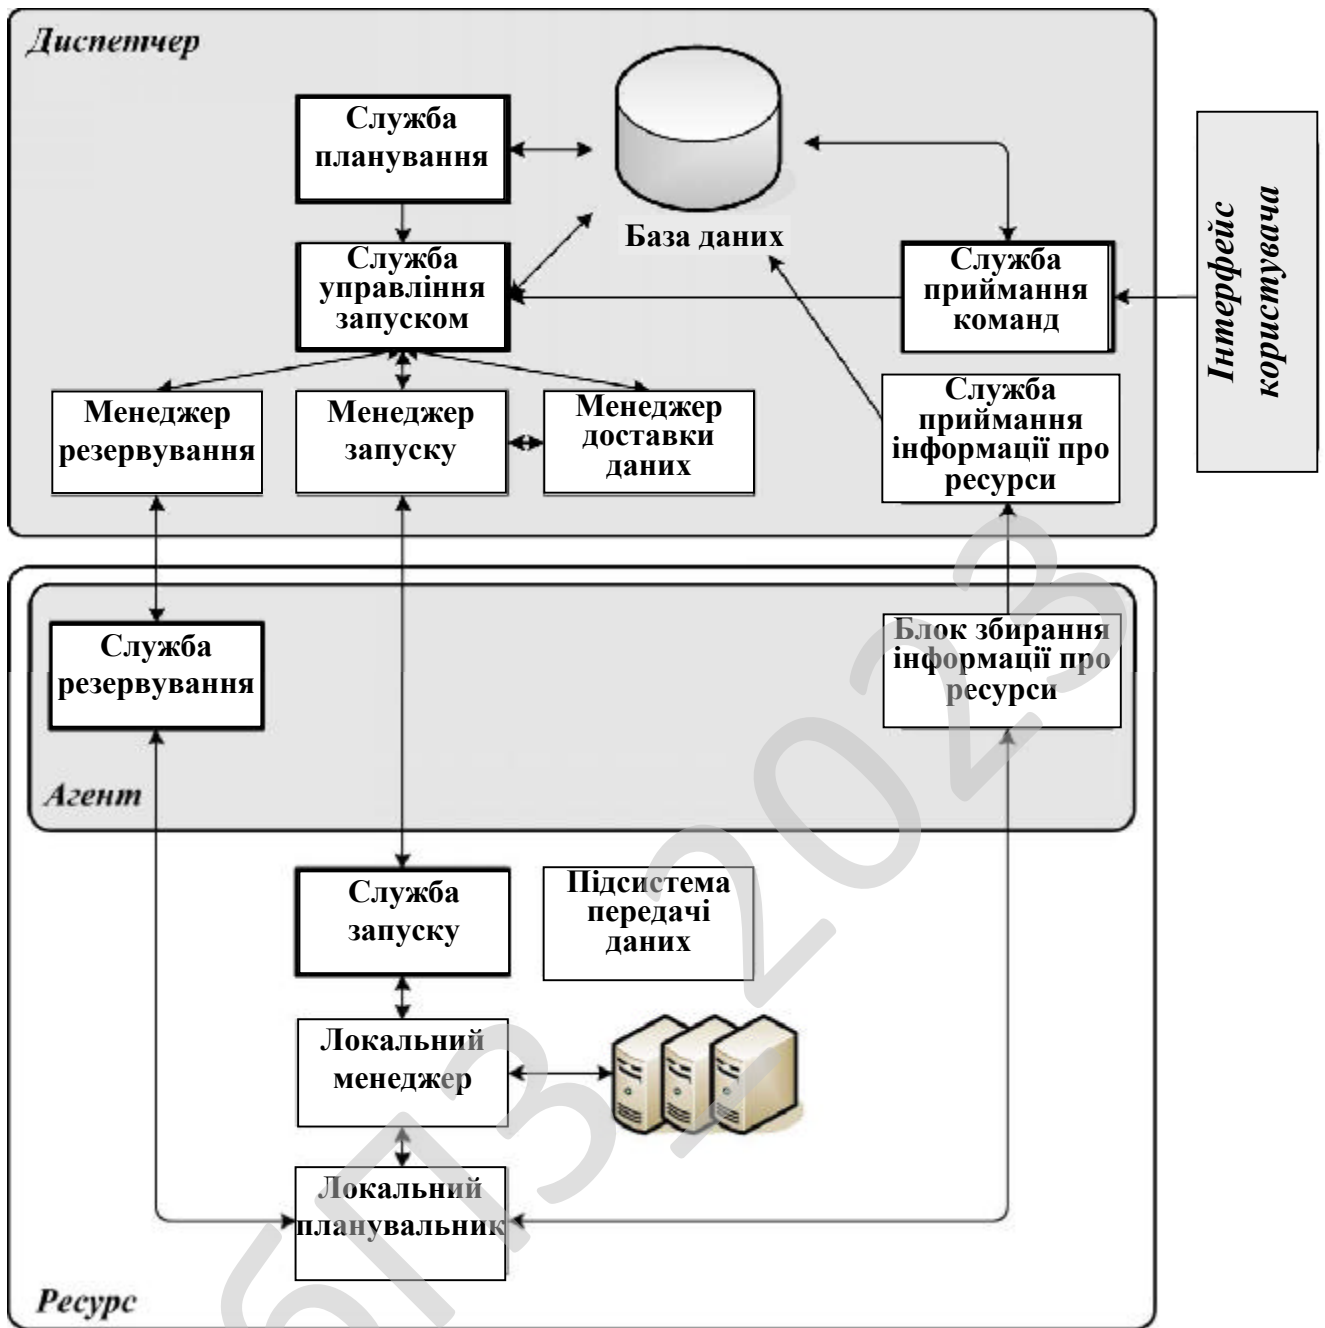 Диспетчер
Служба
планування
База даних
Служба
управління
запуском
Служба
приймання
команд
Інтерфейс
користувача
Менеджер
резервування
Менеджер
запуску
Менеджер
доставки
даних
Служба
приймання
інформації про
ресурси
Служба
резервування
Блок збирання
інформації про
ресурси
Агент
Служба
запуску
Підсистема
передачі
даних
Локальний
менеджер
Локальний
планувальник
Ресурс
2023